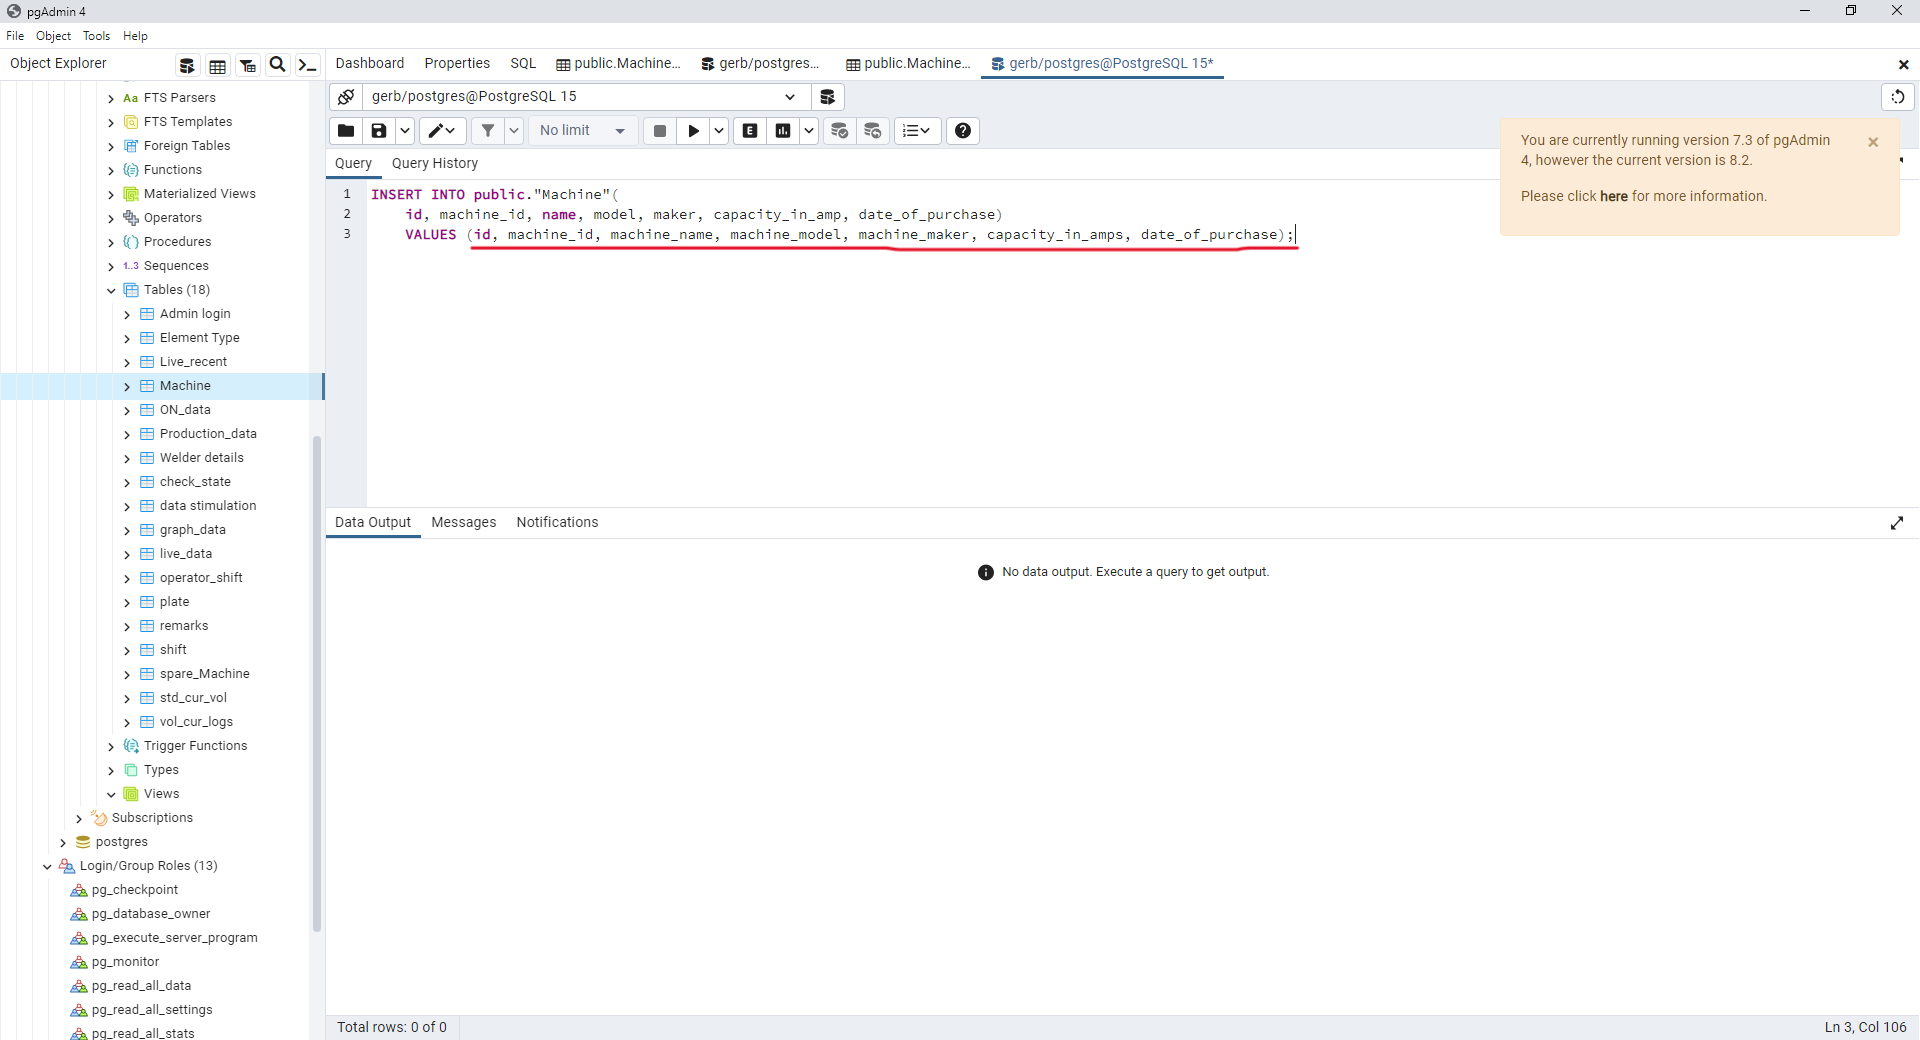 pgAdmin 4
File Object Tools Help
Object Explorer
Dashboard Properties SQL public.Machine... gerb/postgres... public.Machine... gerb/postgres@PostgreSQL 15*
gerb/postgres@PostgreSQL 15
No limit
E
Query Query History
1 INSERT INTO public."Machine"(
2 id, machine_id, name, model, maker, capacity_in_amp, date_of_purchase)
3 VALUES (id, machine_id, machine_name, machine_model, machine_maker, capacity_in_amps, date_of_purchase);
You are currently running version 7.3 of pgAdmin
4, however the current version is 8.2.
Please click here for more information.
Aa FTS Parsers
FTS Templates
Foreign Tables
Functions
Materialized Views
Operators
Procedures
1..3 Sequences
Tables (18)
Admin login
Element Type
Live_recent
Machine
ON_data
Production_data
Welder details
check_state
data stimulation
graph_data
live_data
operator_shift
plate
remarks
shift
spare_Machine
std_cur_vol
vol_cur_logs
Trigger Functions
Types
Views
Subscriptions
postgres
Login/Group Roles (13)
pg_checkpoint
pg_database_owner
pg_execute_server_program
pg_monitor
pg_read_all_data
pg_read_all_settings
pg_read_all_stats
Data Output Messages Notifications
No data output. Execute a query to get output.
Total rows: 0 of 0
Ln 3, Col 106